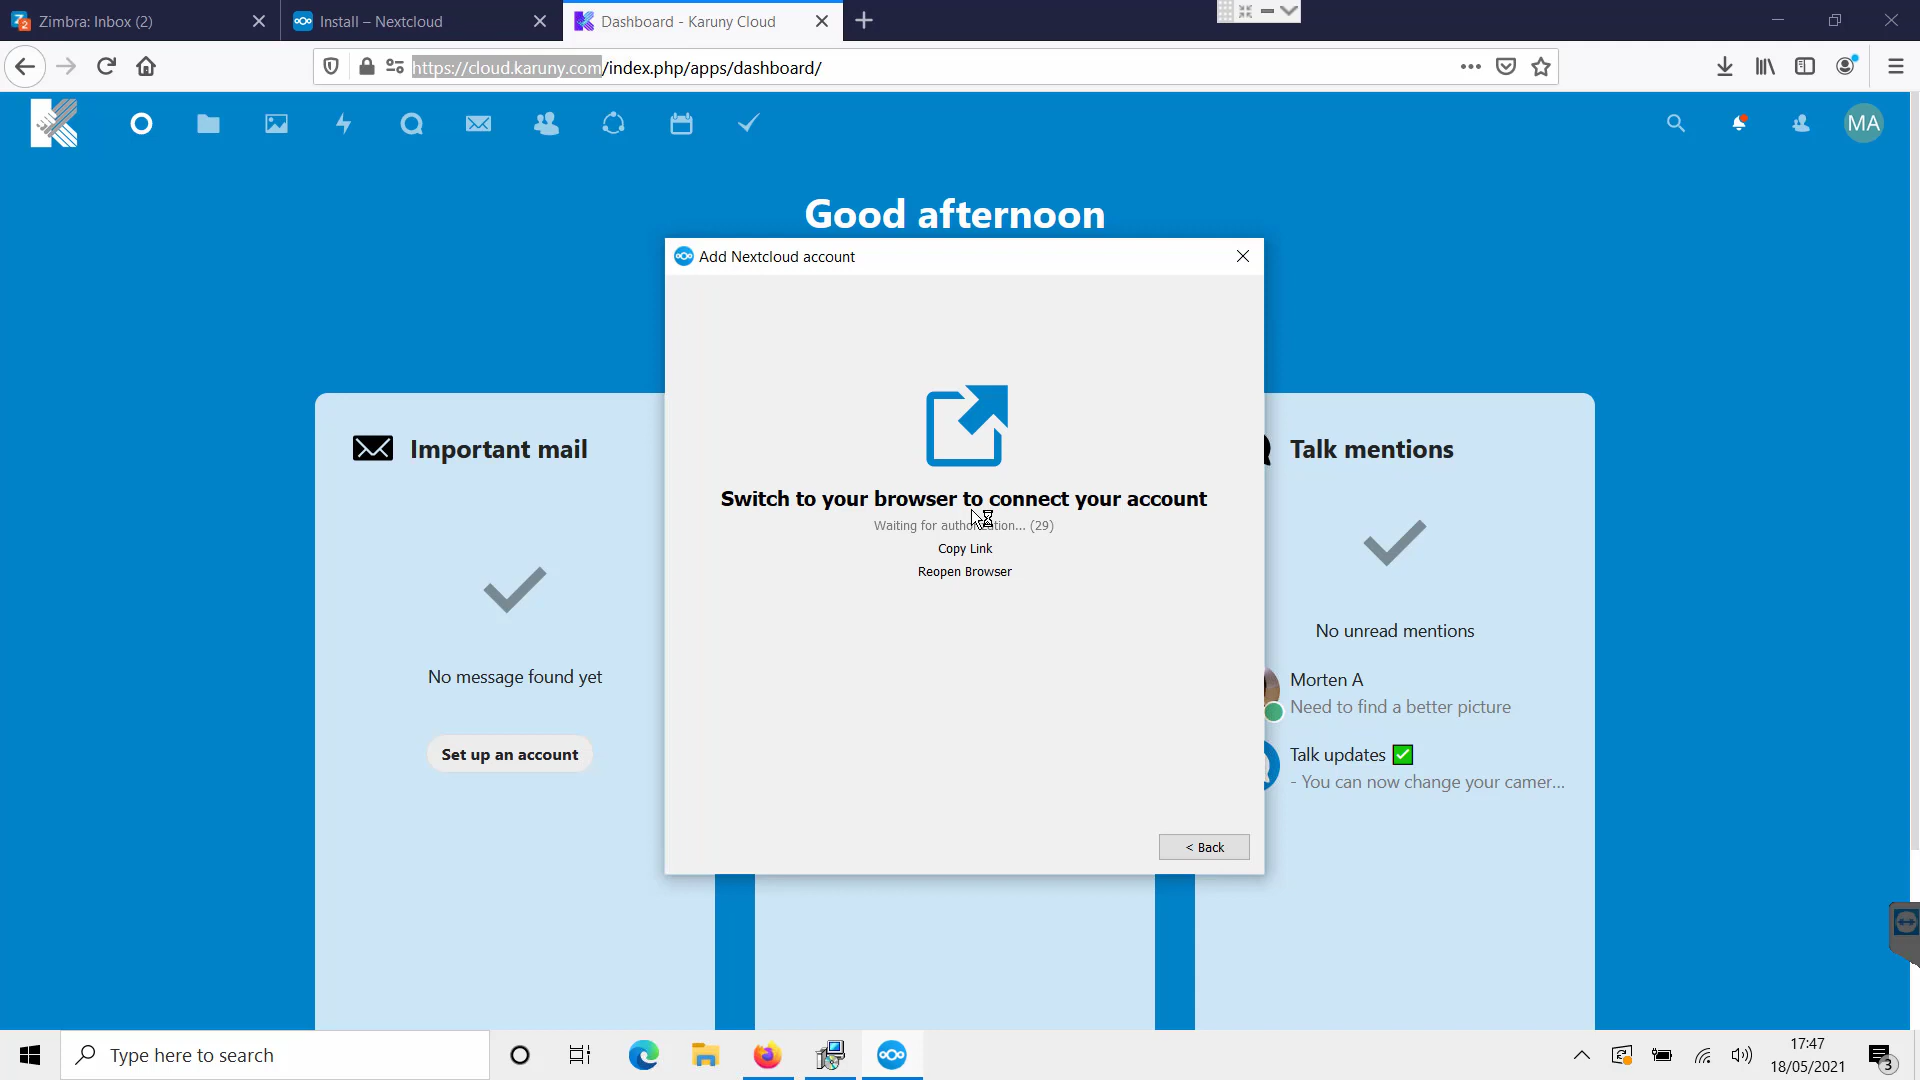 Zimbra: Inbox (2)
Install – Nextcloud
Dashboard - Karuny Cloud
https://cloud.karuny.com/index.php/apps/dashboard/
MA
Good afternoon
Add Nextcloud account
Important mail
Talk mentions
Switch to your browser to connect your account
Waiting for authorization... (29)
Copy Link
Reopen Browser
No message found yet
No unread mentions
Morten A
Need to find a better picture
Set up an account
Talk updates ✅
- You can now change your camer...
< Back
Type here to search
17:47
18/05/2021
3